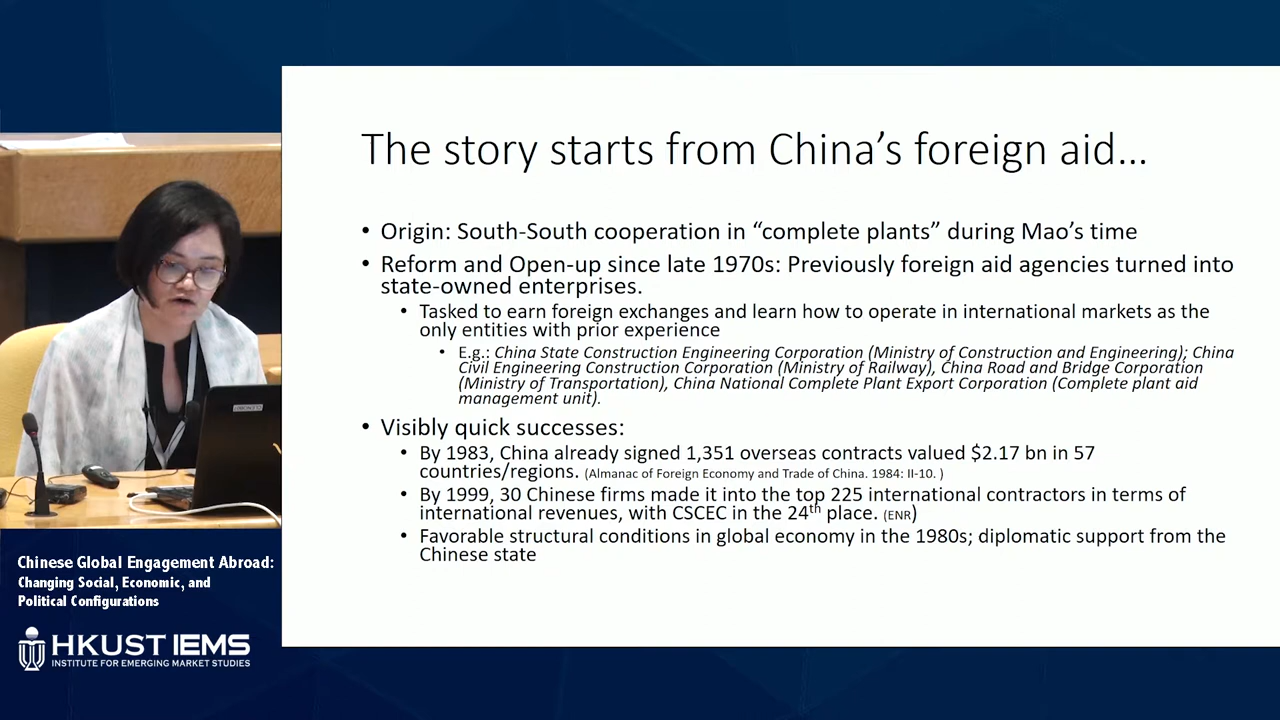 The story starts from China's foreign aid...
• Origin: South-South cooperation in “complete plants” during Mao's time
• Reform and Open-up since late 1970s: Previously foreign aid agencies turned into
state-owned enterprises.
• Tasked to earn foreign exchanges and learn how to operate in international markets as the
only entities with prior experience
• E.g.: China State Construction Engineering Corporation (Ministry of Construction and Engineering); China
Civil Engineering Construction Corporation (Ministry of Railway), China Road and Bridge Corporation
(Ministry of Transportation), China National Complete Plant Export Corporation (Complete plant aid
management unit).
• Visibly quick successes:
• By 1983, China already signed 1,351 overseas contracts valued $2.17 bn in 57
countries/regions. (Almanac of Foreign Economy and Trade of China. 1984: II-10. )
• By 1999, 30 Chinese firms made it into the top 225 international contractors in terms of
international revenues, with CSCEC in the 24th place. (ENR)
• Favorable structural conditions in global economy in the 1980s; diplomatic support from the
Chinese state
Chinese Global Engagement Abroad:
Changing Social, Economic, and
Political Configurations
HKUST IEMS
INSTITUTE FOR EMERGING MARKET STUDIES